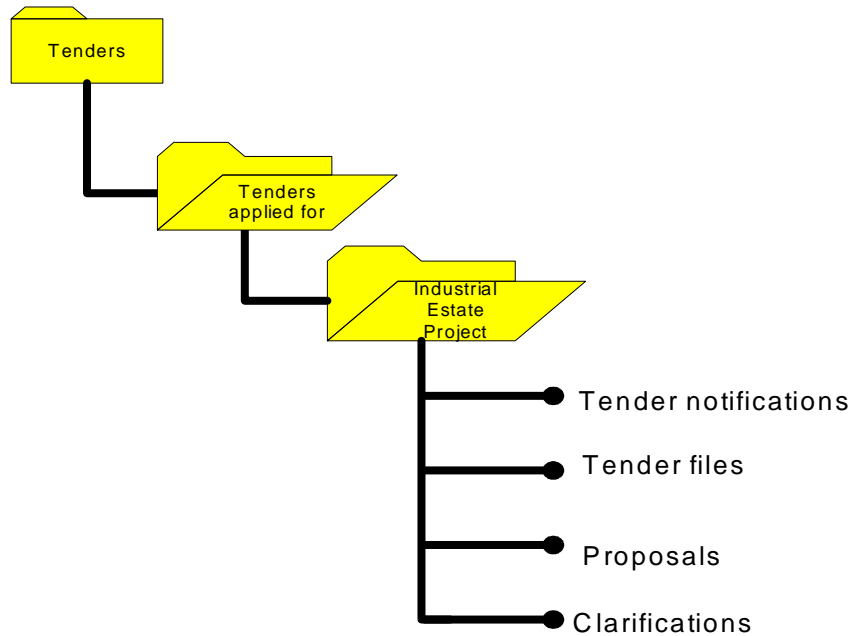 Tenders
Tenders
applied for
Industrial
Estate
Project
Tender notifications
Tender files
Proposals
Clarifications